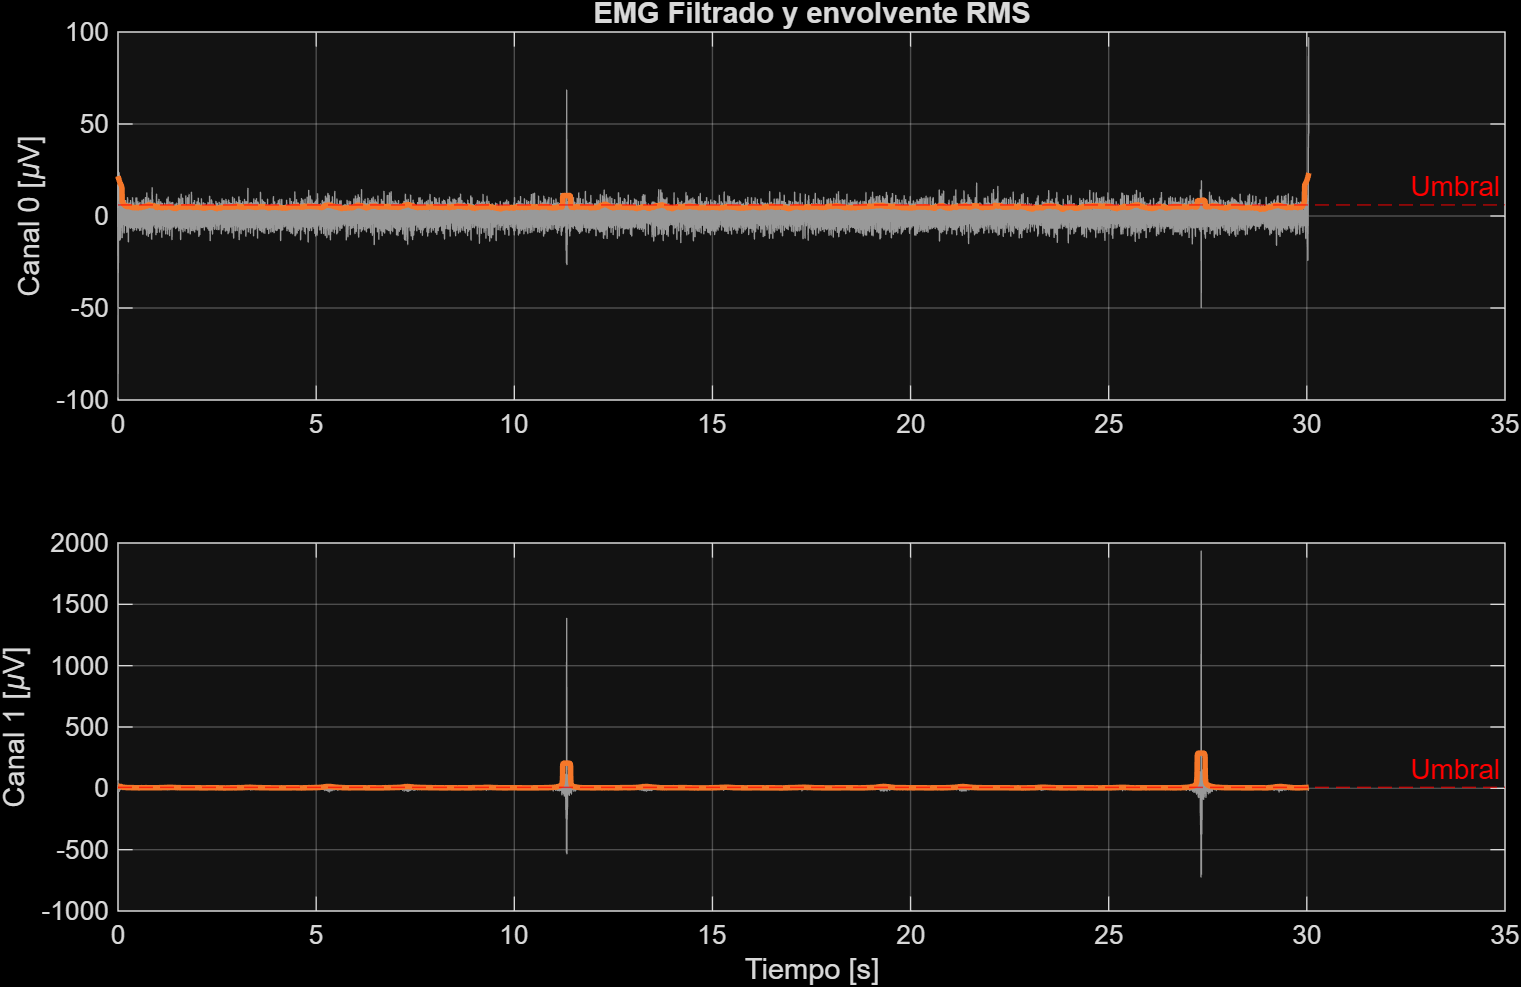 EMG Filtrado y envolvente RMS
100
50
0
-50
-100
Canal 0 [µV]
Umbral
0 5 10 15 20 25 30 35
2000
1500
1000
500
0
-500
-1000
Canal 1 [µV]
Umbral
0 5 10 15 20 25 30 35
Tiempo [s]